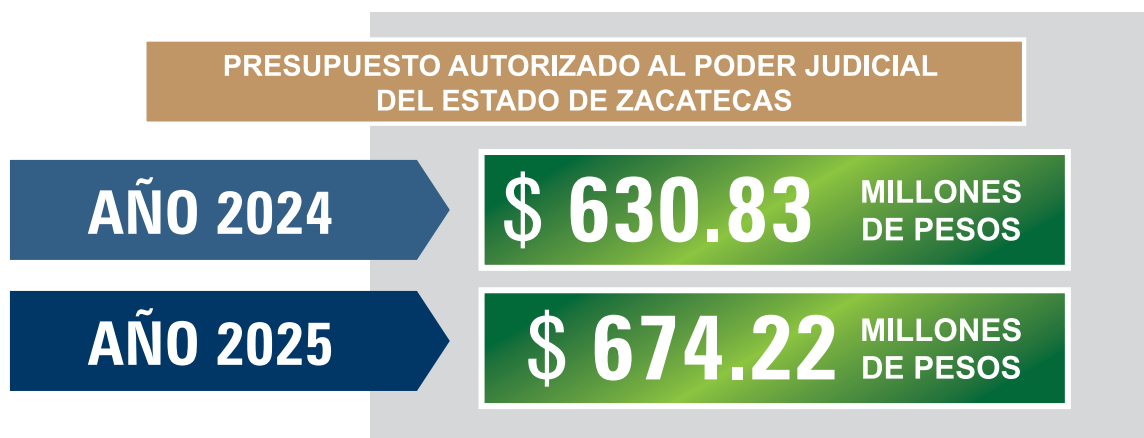 PRESUPUESTO AUTORIZADO AL PODER JUDICIAL
DEL ESTADO DE ZACATECAS
AÑO 2024
$ 630.83 MILLONES
DE PESOS
AÑO 2025
$ 674.22 MILLONES
DE PESOS